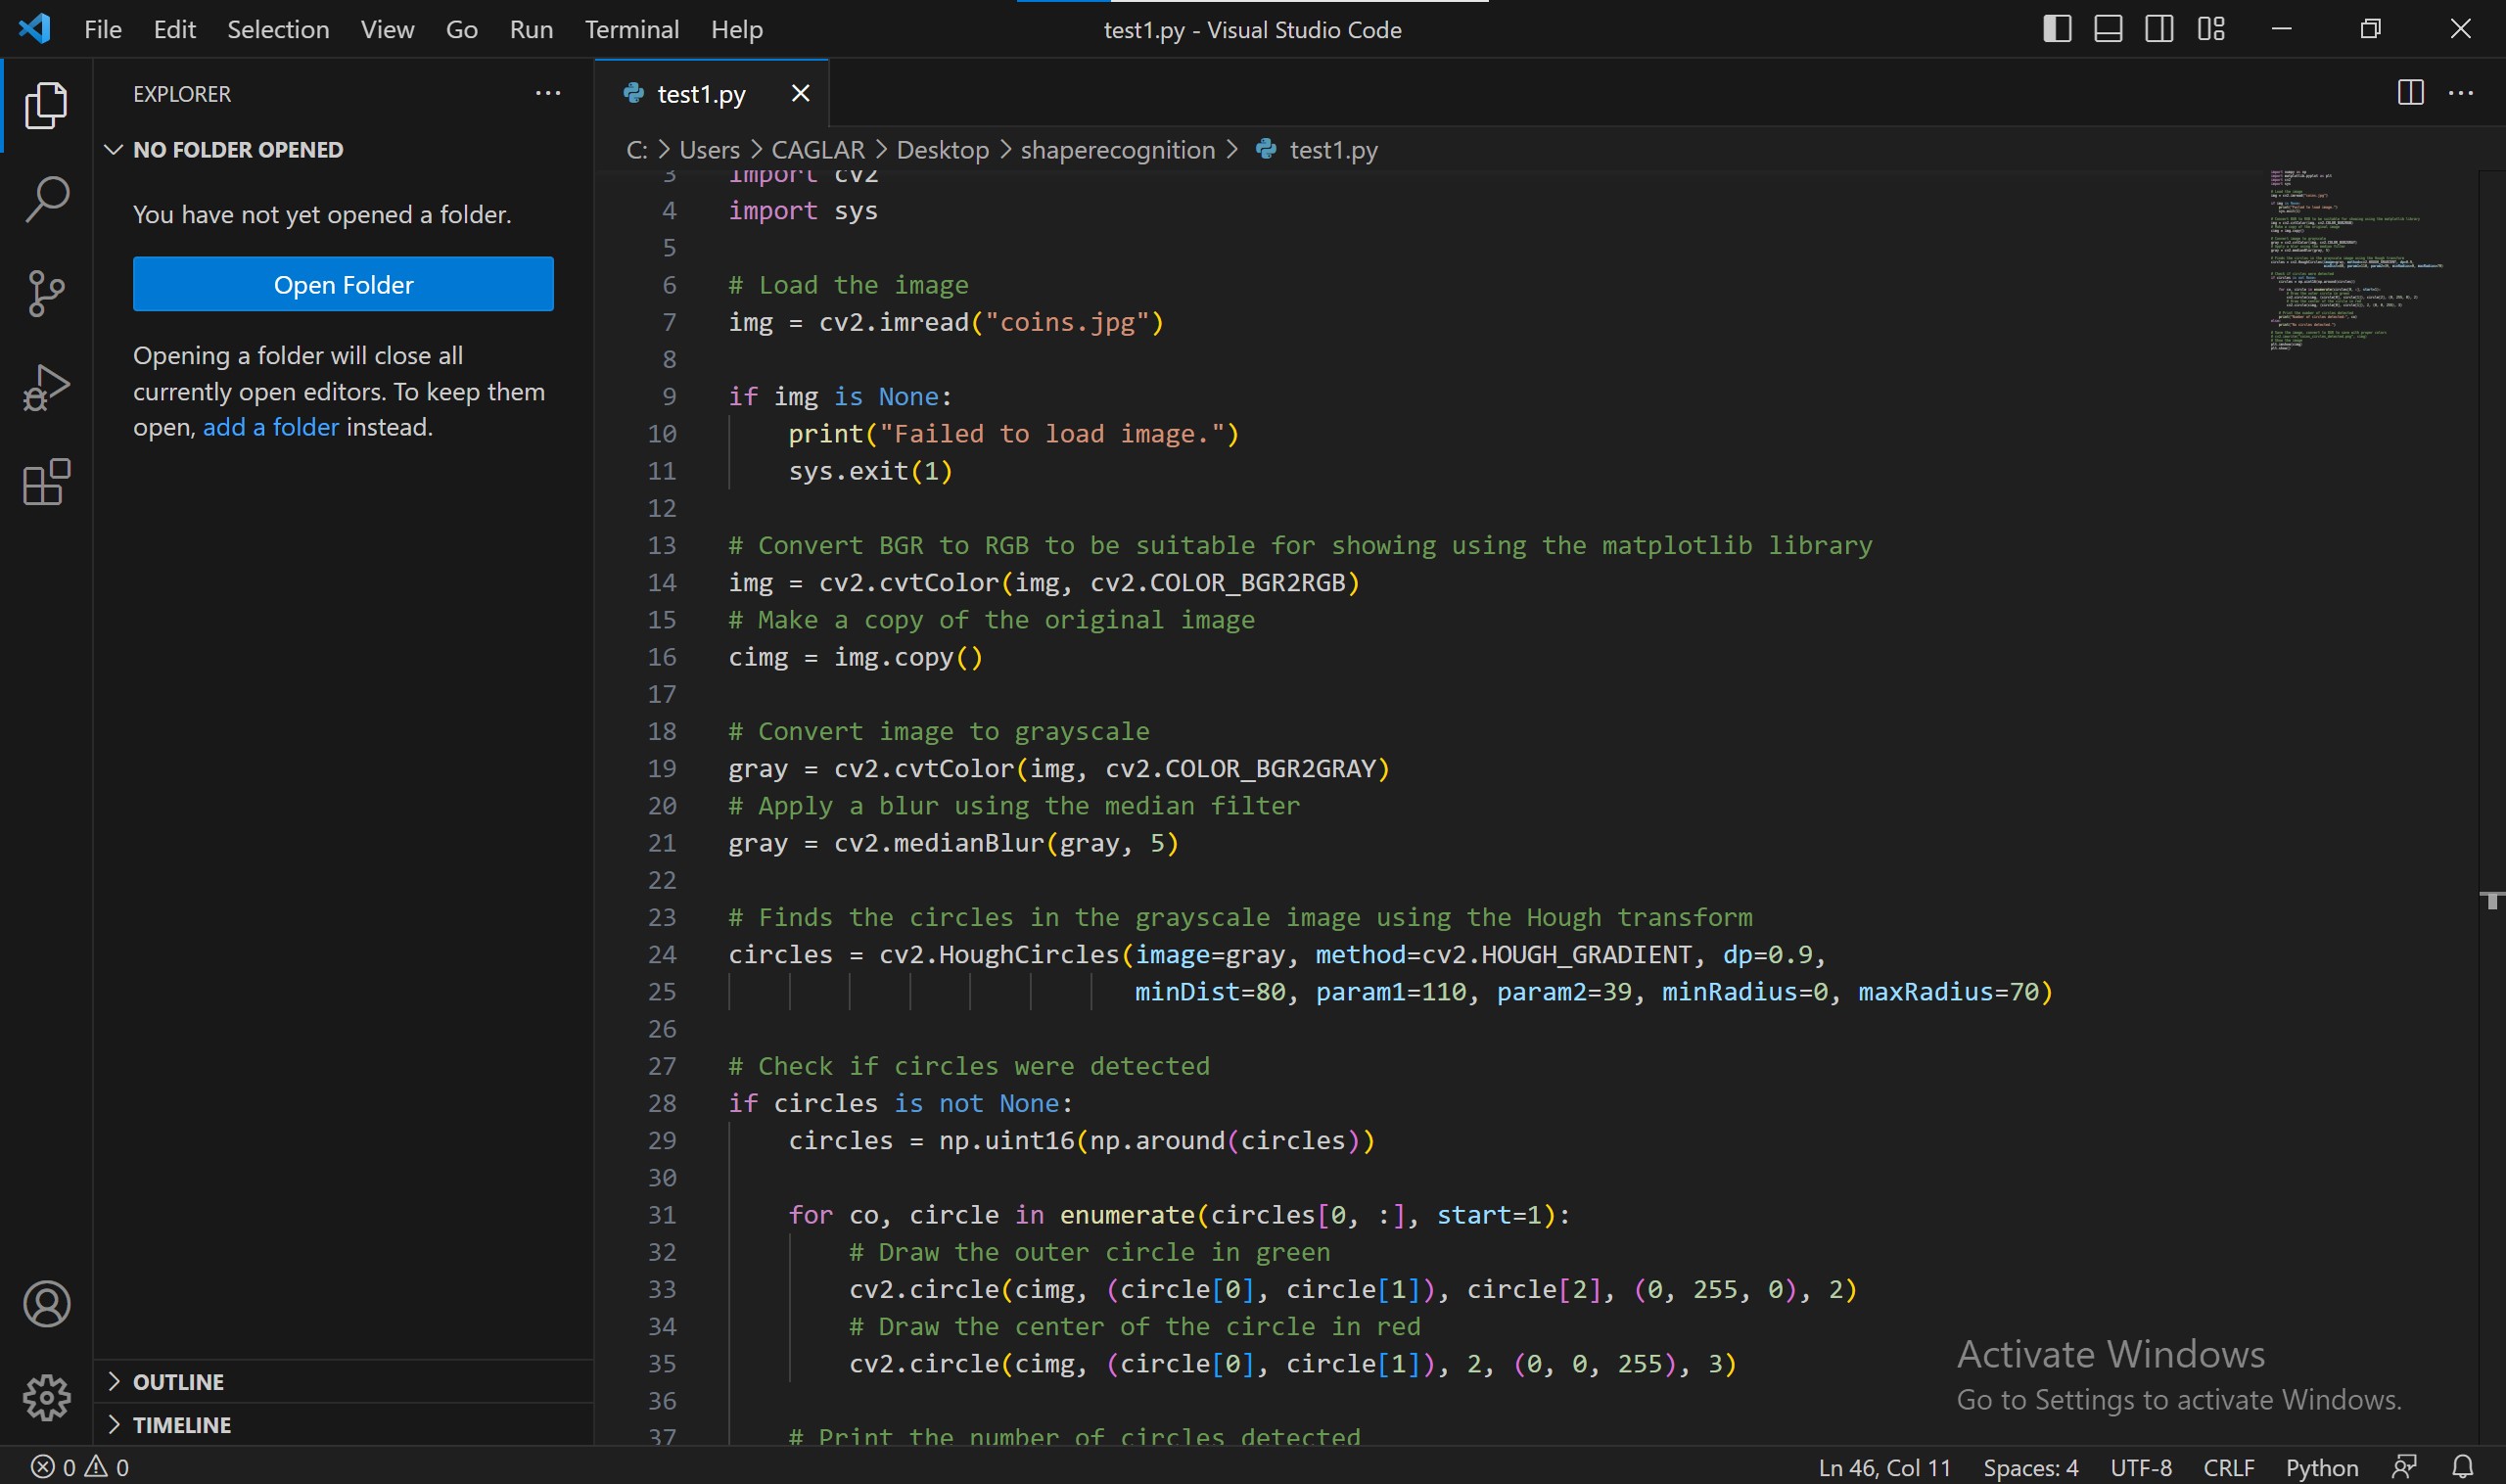 File Edit Selection View Go Run Terminal Help
test1.py - Visual Studio Code
EXPLORER
NO FOLDER OPENED
You have not yet opened a folder.
Open Folder
Opening a folder will close all
currently open editors. To keep them
open, add a folder instead.
OUTLINE
TIMELINE
test1.py
C: > Users > CAGLAR > Desktop > shaperecognition > test1.py
3 import cv2
4 import sys
5
6 # Load the image
7 img = cv2.imread("coins.jpg")
8
9 if img is None:
10     print("Failed to load image.")
11     sys.exit(1)
12
13 # Convert BGR to RGB to be suitable for showing using the matplotlib library
14 img = cv2.cvtColor(img, cv2.COLOR_BGR2RGB)
15 # Make a copy of the original image
16 cimg = img.copy()
17
18 # Convert image to grayscale
19 gray = cv2.cvtColor(img, cv2.COLOR_BGR2GRAY)
20 # Apply a blur using the median filter
21 gray = cv2.medianBlur(gray, 5)
22
23 # Finds the circles in the grayscale image using the Hough transform
24 circles = cv2.HoughCircles(image=gray, method=cv2.HOUGH_GRADIENT, dp=0.9,
25                            minDist=80, param1=110, param2=39, minRadius=0, maxRadius=70)
26
27 # Check if circles were detected
28 if circles is not None:
29     circles = np.uint16(np.around(circles))
30
31     for co, circle in enumerate(circles[0, :], start=1):
32         # Draw the outer circle in green
33         cv2.circle(cimg, (circle[0], circle[1]), circle[2], (0, 255, 0), 2)
34         # Draw the center of the circle in red
35         cv2.circle(cimg, (circle[0], circle[1]), 2, (0, 0, 255), 3)
36
37     # Print the number of circles detected
Activate Windows
Go to Settings to activate Windows.
0 0
Ln 46, Col 11 Spaces: 4 UTF-8 CRLF Python